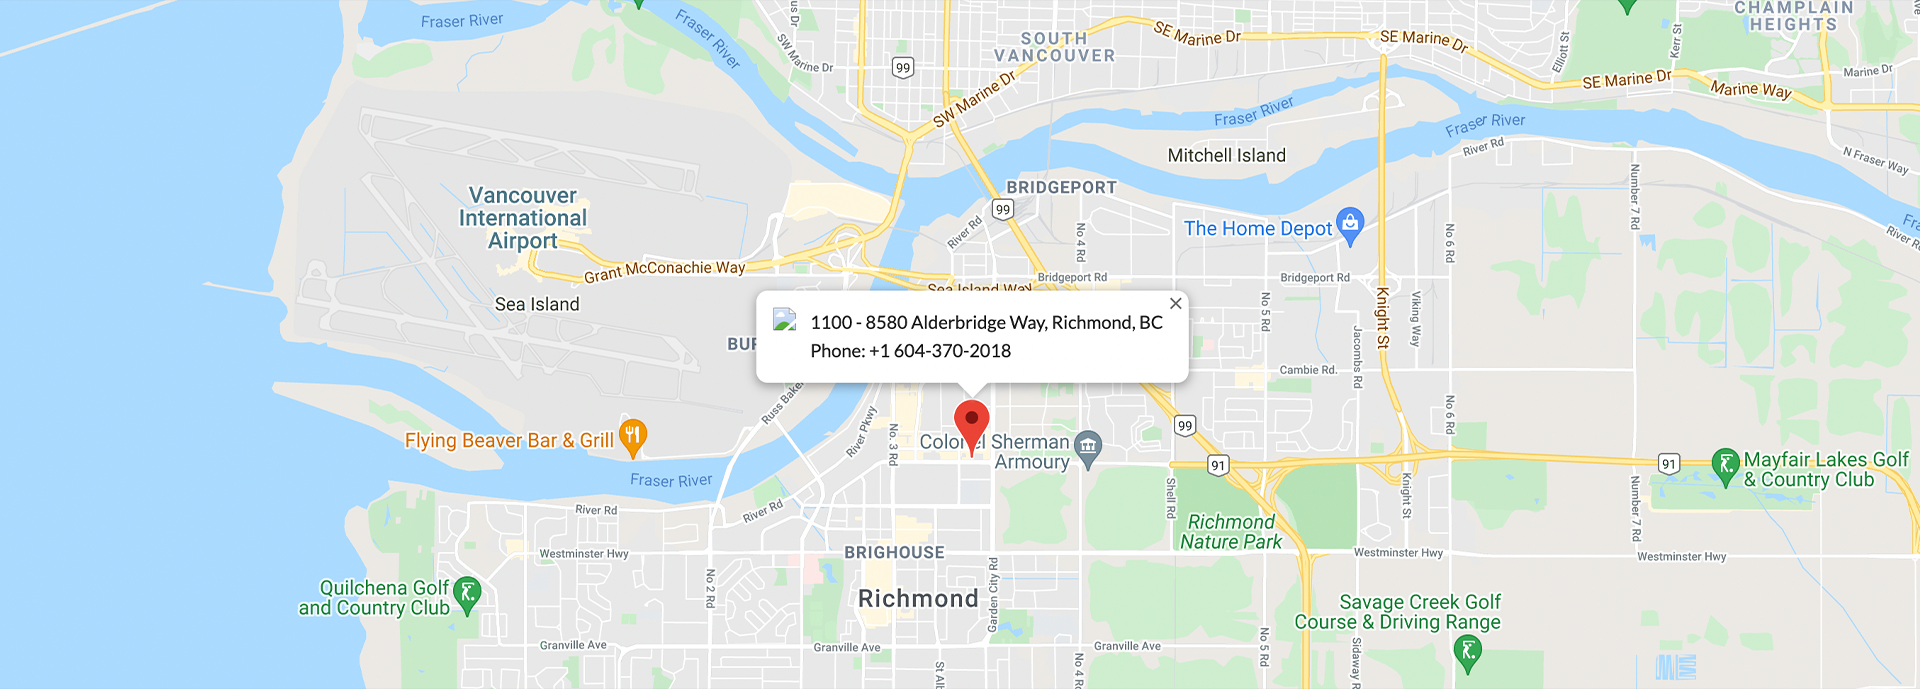 Fraser River
Fraser River
us Dr
SW Marine Dr
99
SOUTH
VANCOUVER
SW Marine Dr
SE Marine Dr
SE Marine Dr
Elliott St
Kerr St
CHAMPLAIN
HEIGHTS
SE Marine Dr
Marine Dr
Marine Way
Fraser River
Fraser River
Mitchell Island
River Rd
N Fraser Way
Number 7 Rd
Vancouver
International
Airport
BRIDGEPORT
99
River Rd
No 4 Rd
The Home Depot
No 6 Rd
River R
Grant McConachie Way
Bridgeport Rd
Bridgeport Rd
Sea Island Way
Sea Island
Knight St
Viking Way
No 5 Rd
Jacombs Rd
1100 - 8580 Alderbridge Way, Richmond, BC
Phone: +1 604-370-2018
BUR
Cambie Rd.
Russ Baker
River Pkwy
No. 3 Rd
No 6 Rd
99
Flying Beaver Bar & Grill
Colonel Sherman
Armoury
91
91
Mayfair Lakes Golf
& Country Club
Fraser River
River Rd
River Rd
Shell Rd
Knight St
Number 7 Rd
Richmond
Nature Park
Westminster Hwy
BRIGHOUSE
Westminster Hwy
Westminster Hwy
No 2 Rd
Garden City Rd
Quilchena Golf
and Country Club
Richmond
Savage Creek Golf
Course & Driving Range
Granville Ave
Granville Ave
Granville Ave
St Alb
No 4 Rd
No 5 Rd
Sidaway R